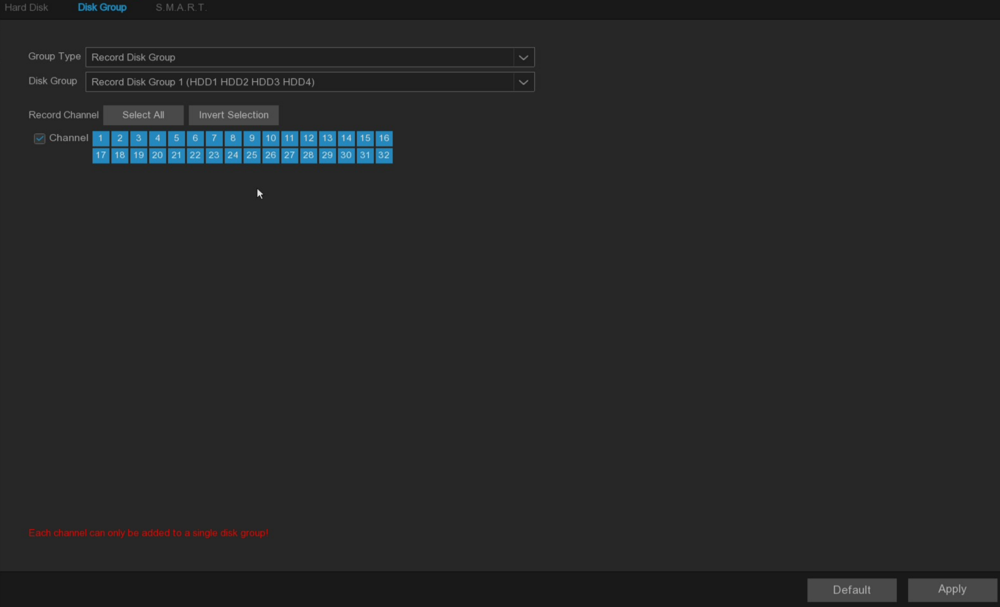 Hard Disk Disk Group S.M.A.R.T.
Group Type Record Disk Group
Disk Group Record Disk Group 1 (HDD1 HDD2 HDD3 HDD4)
Record Channel Select All Invert Selection
Channel 1 2 3 4 5 6 7 8 9 10 11 12 13 14 15 16
17 18 19 20 21 22 23 24 25 26 27 28 29 30 31 32
Each channel can only be added to a single disk group!
Default Apply